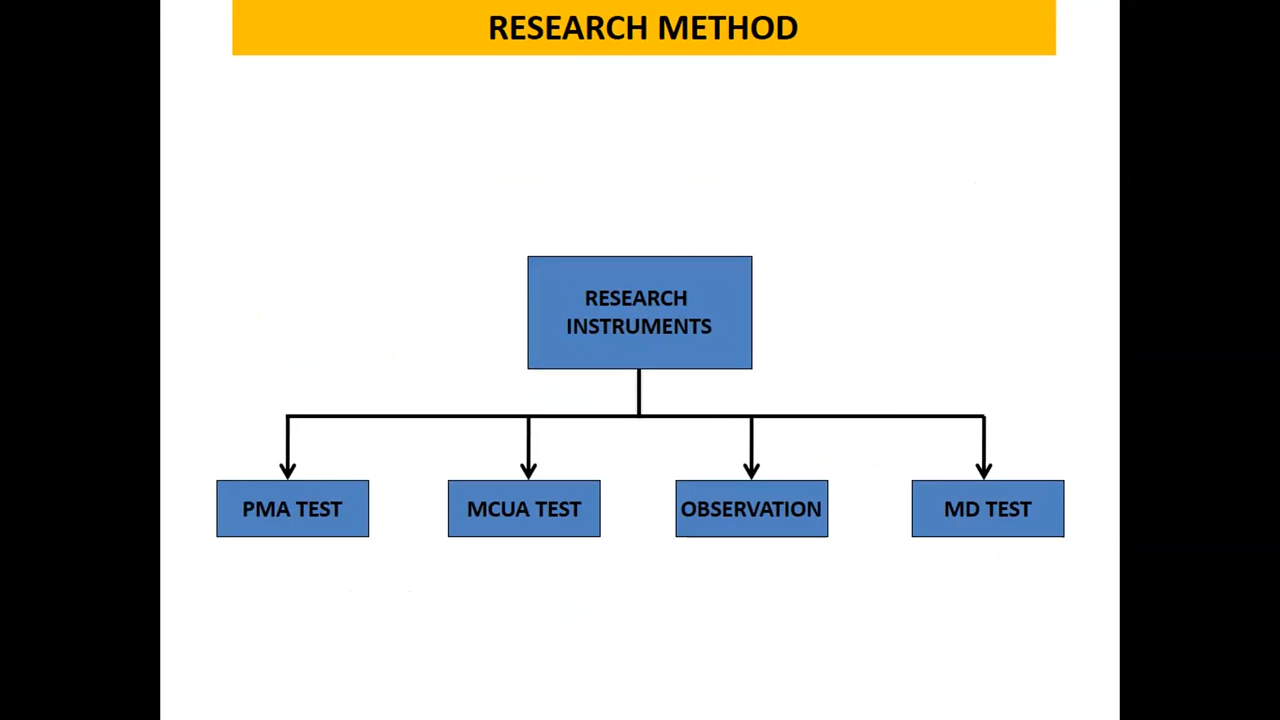 RESEARCH METHOD
RESEARCH
INSTRUMENTS
PMA TEST
MCUA TEST
OBSERVATION
MD TEST